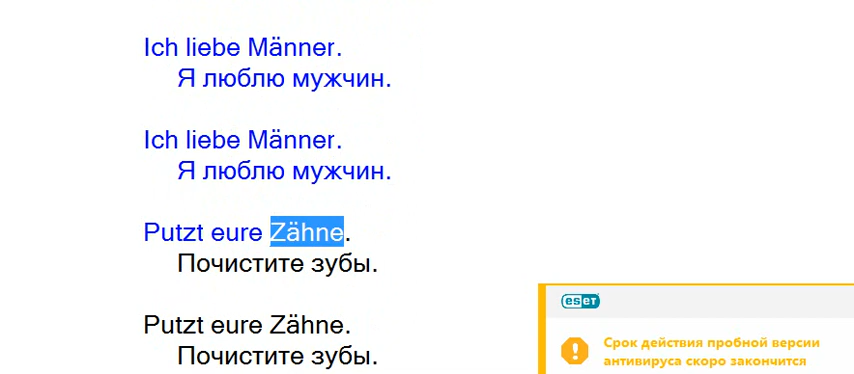 Ich liebe Männer.
Я люблю мужчин.
Ich liebe Männer.
Я люблю мужчин.
Putzt eure Zähne.
Почистите зубы.
Putzt eure Zähne.
Почистите зубы.
eseT
Срок действия пробной версии
антивируса скоро закончится